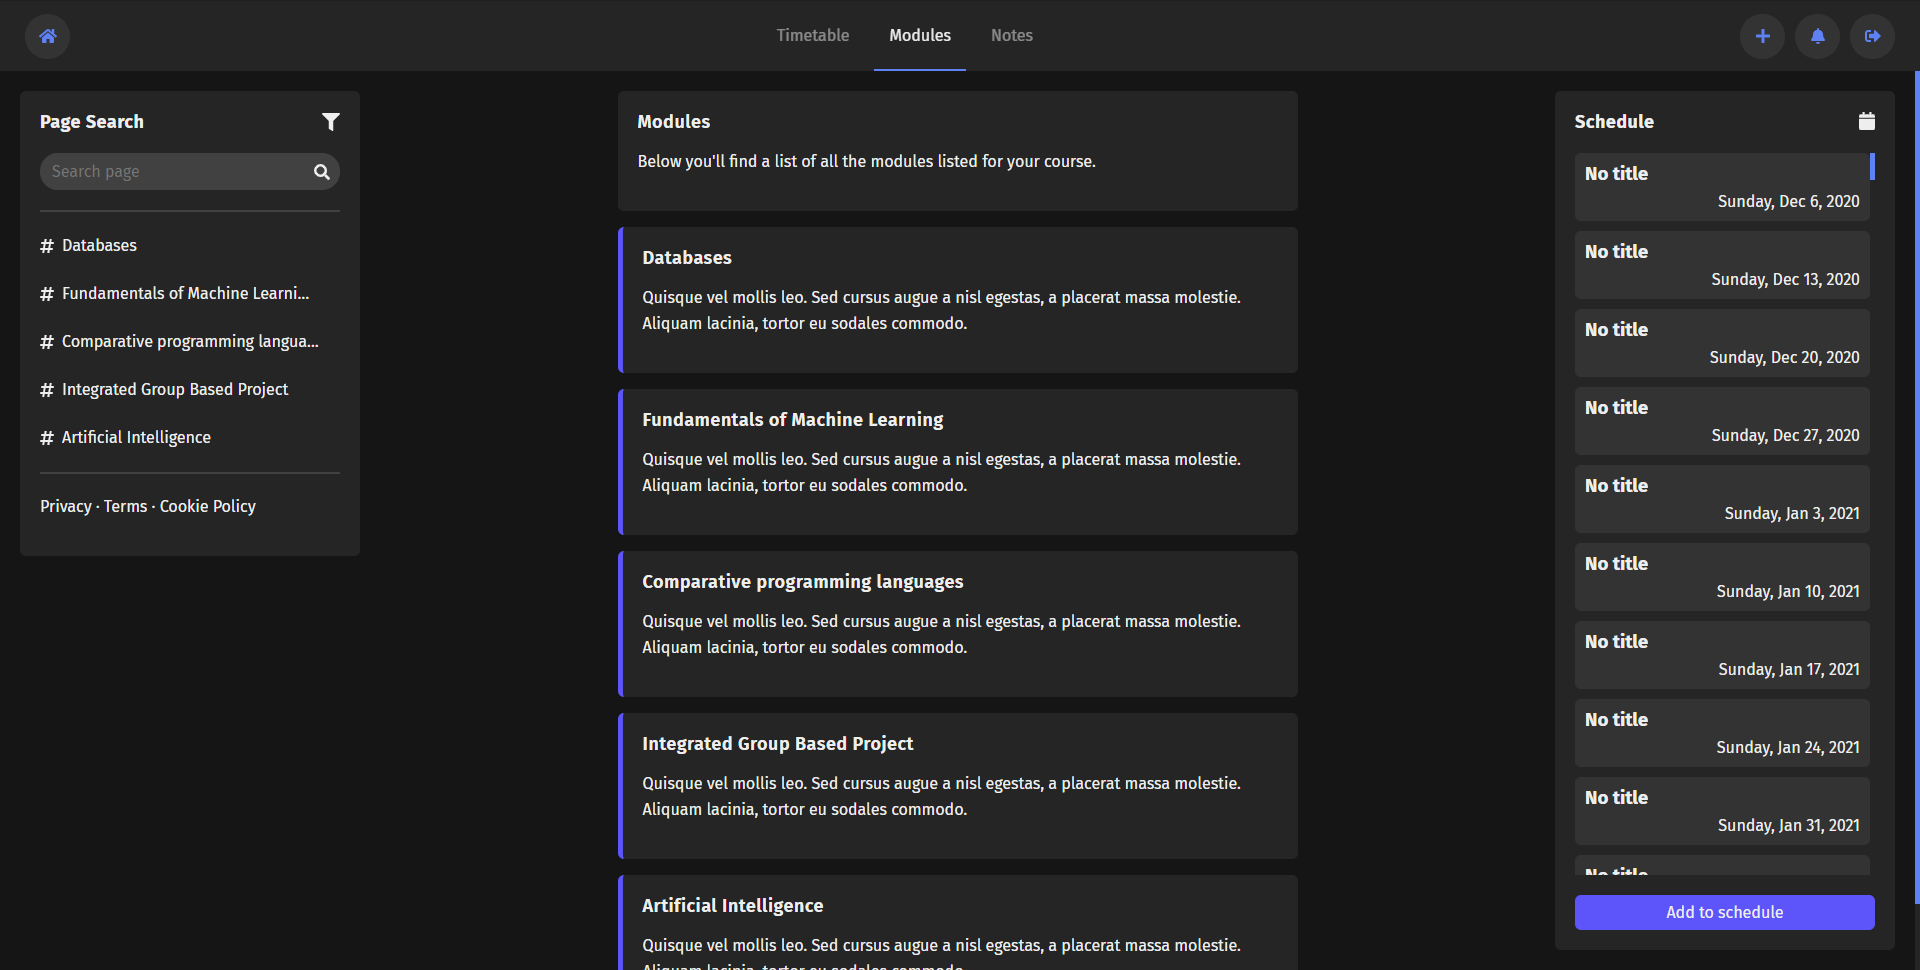 Timetable
Modules
Notes
Page Search
Search page
# Databases
# Fundamentals of Machine Learni...
# Comparative programming langua...
# Integrated Group Based Project
# Artificial Intelligence
Privacy · Terms · Cookie Policy
Modules
Below you'll find a list of all the modules listed for your course.
Databases
Quisque vel mollis leo. Sed cursus augue a nisl egestas, a placerat massa molestie.
Aliquam lacinia, tortor eu sodales commodo.
Fundamentals of Machine Learning
Quisque vel mollis leo. Sed cursus augue a nisl egestas, a placerat massa molestie.
Aliquam lacinia, tortor eu sodales commodo.
Comparative programming languages
Quisque vel mollis leo. Sed cursus augue a nisl egestas, a placerat massa molestie.
Aliquam lacinia, tortor eu sodales commodo.
Integrated Group Based Project
Quisque vel mollis leo. Sed cursus augue a nisl egestas, a placerat massa molestie.
Aliquam lacinia, tortor eu sodales commodo.
Artificial Intelligence
Quisque vel mollis leo. Sed cursus augue a nisl egestas, a placerat massa molestie.
Aliquam lacinia, tortor eu sodales commodo.
Schedule
No title
Sunday, Dec 6, 2020
No title
Sunday, Dec 13, 2020
No title
Sunday, Dec 20, 2020
No title
Sunday, Dec 27, 2020
No title
Sunday, Jan 3, 2021
No title
Sunday, Jan 10, 2021
No title
Sunday, Jan 17, 2021
No title
Sunday, Jan 24, 2021
No title
Sunday, Jan 31, 2021
No title
Add to schedule